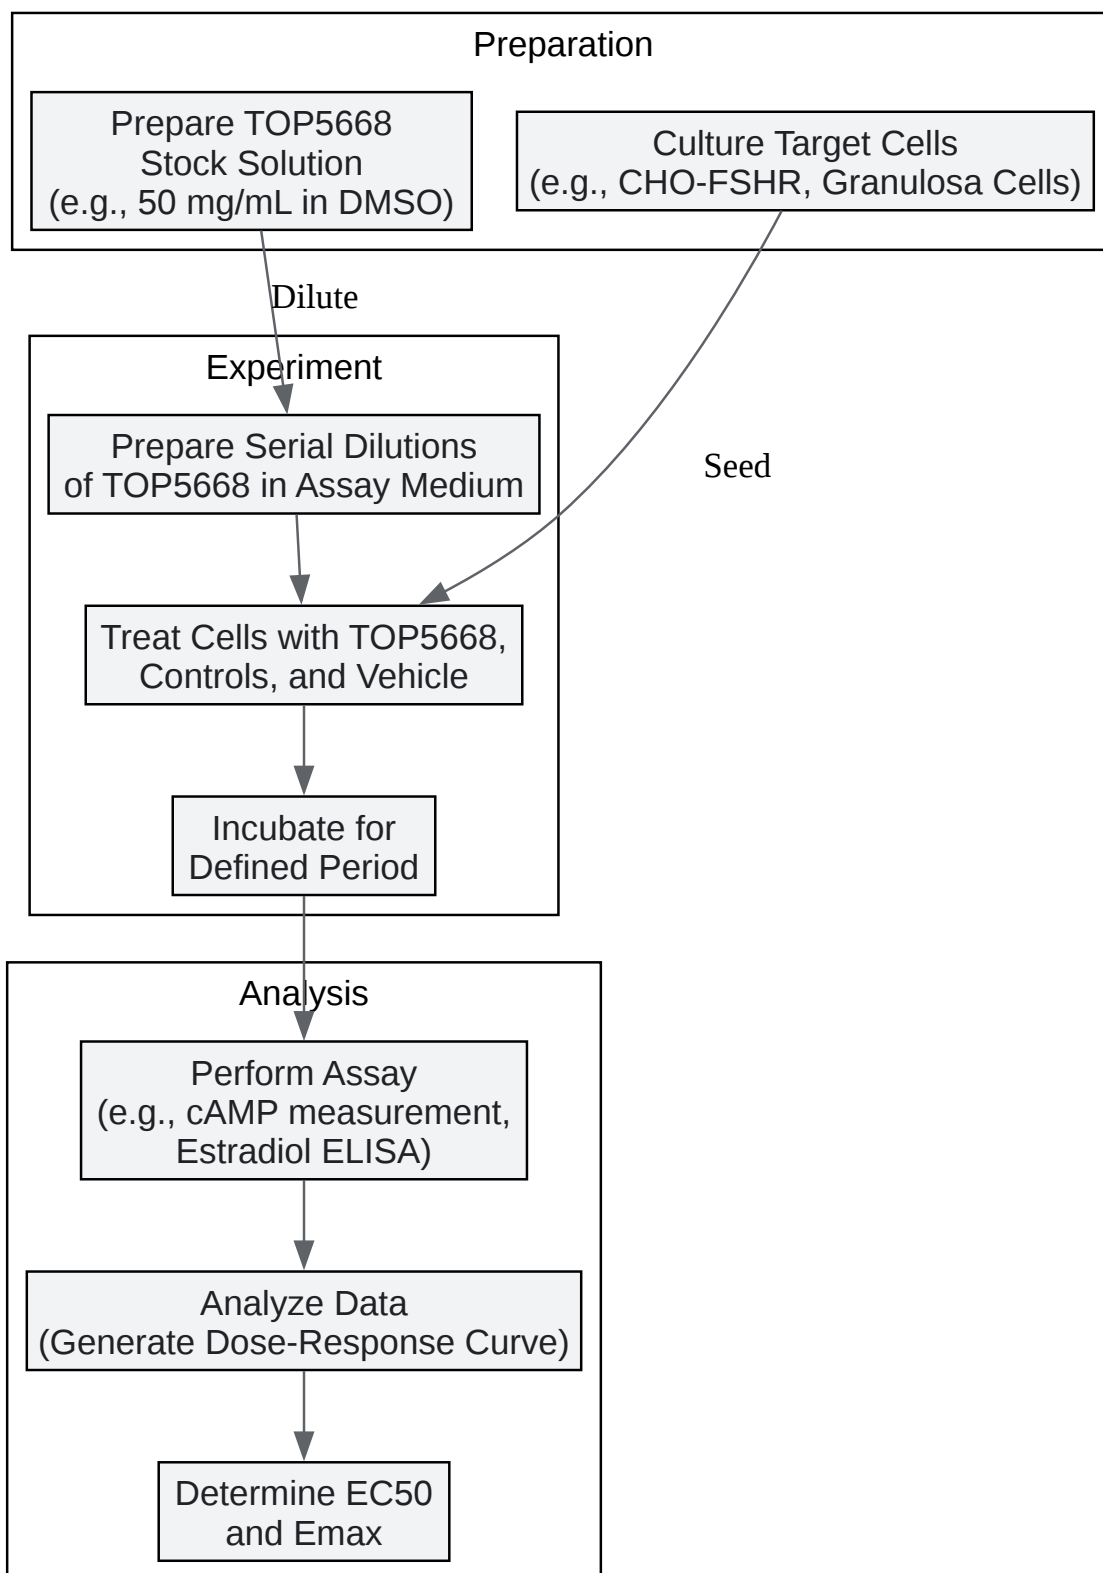 Preparation
Prepare TOP5668
Stock Solution
(e.g., 50 mg/mL in DMSO)
Culture Target Cells
(e.g., CHO-FSHR, Granulosa Cells)
Dilute
Experiment
Prepare Serial Dilutions
of TOP5668 in Assay Medium
Seed
Treat Cells with TOP5668,
Controls, and Vehicle
Incubate for
Defined Period
Analysis
Perform Assay
(e.g., cAMP measurement,
Estradiol ELISA)
Analyze Data
(Generate Dose-Response Curve)
Determine EC50
and Emax